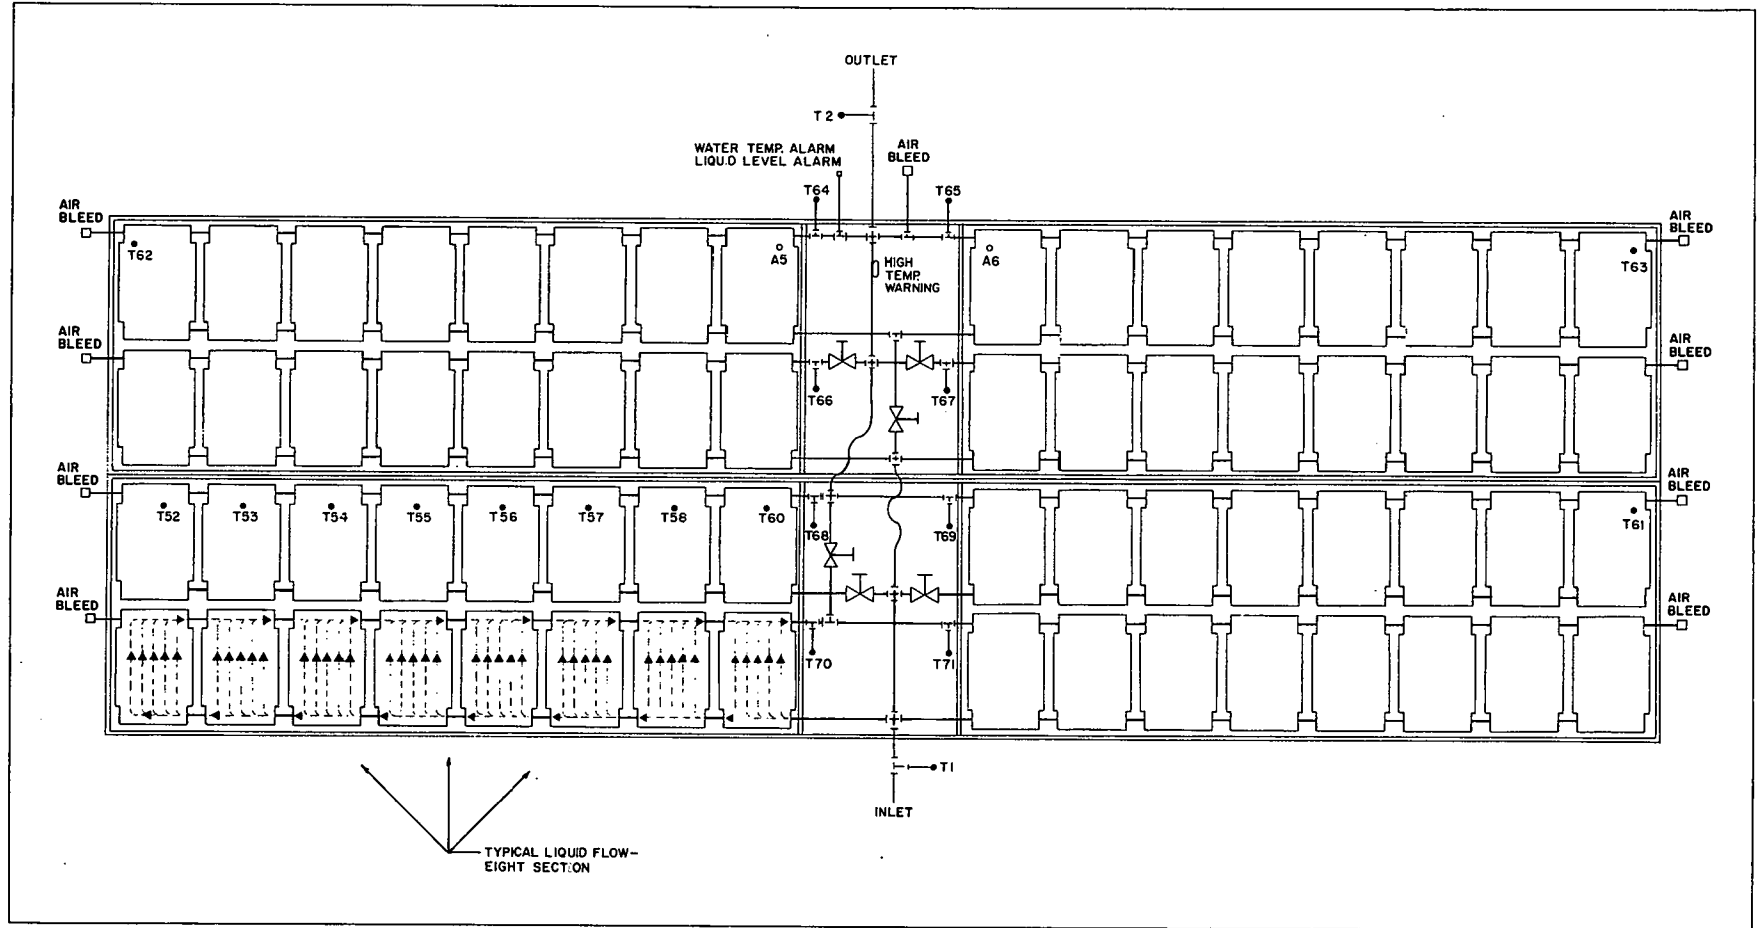 OUTLET
T2
WATER TEMP. ALARM
LIQUID LEVEL ALARM
AIR
BLEED
T64
T65
AIR
BLEED
AIR
BLEED
T62
A5
HIGH
TEMP.
WARNING
A6
T63
AIR
BLEED
AIR
BLEED
T66
T67
AIR
BLEED
AIR
BLEED
T52
T53
T54
T55
T56
T57
T58
T60
T68
T69
T61
AIR
BLEED
AIR
BLEED
T70
T71
T1
INLET
TYPICAL LIQUID FLOW-
EIGHT SECTION